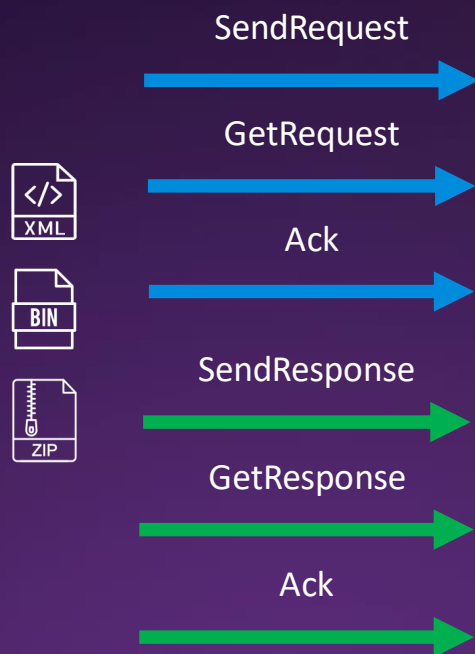 SendRequest
GetRequest
</>
XML
Ack
BIN
SendResponse
ZIP
GetResponse
Ack